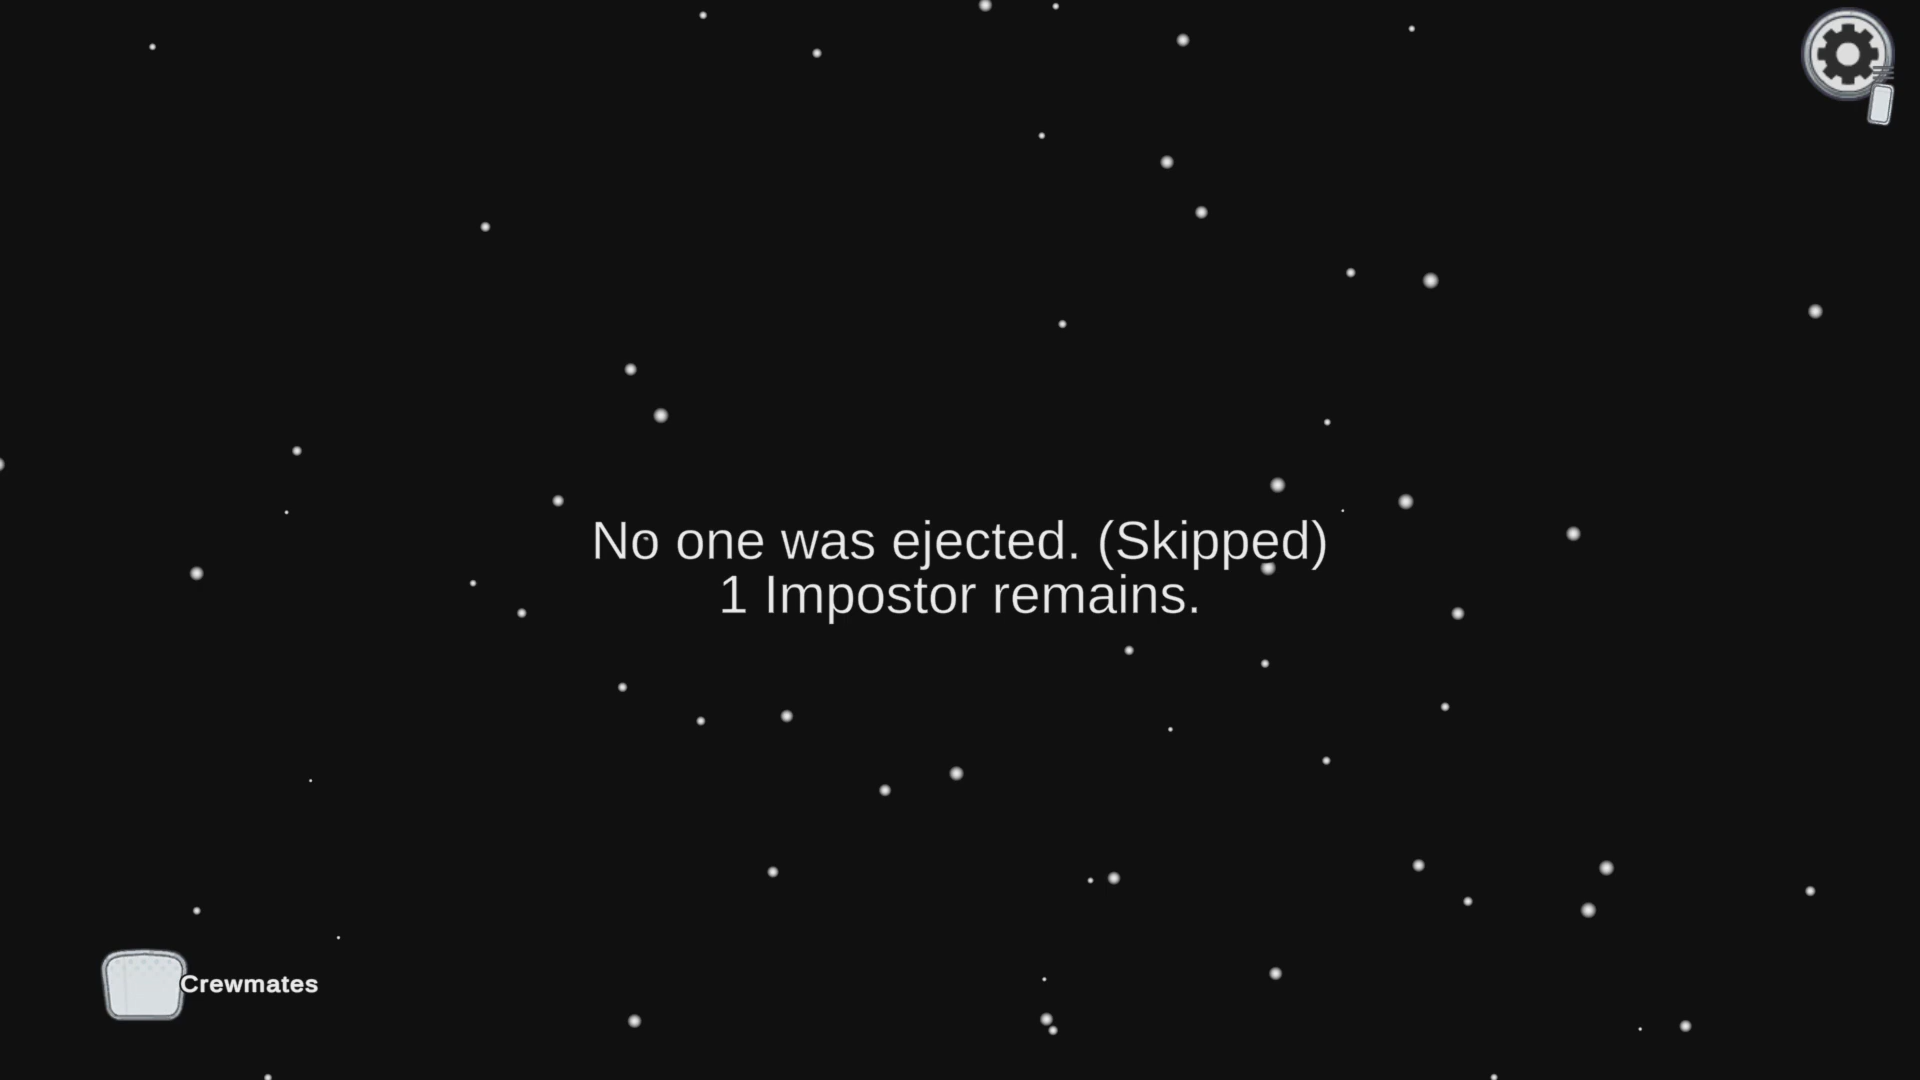 No one was ejected. (Skipped)
1 Impostor remains.
Crewmates